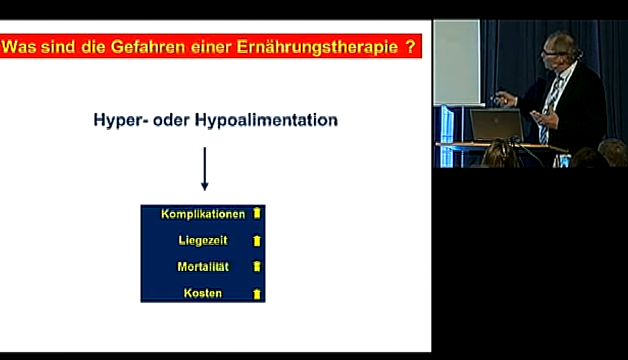 Was sind die Gefahren einer Ernährungstherapie ?
Hyper- oder Hypoalimentation
Komplikationen
Liegezeit
Mortalität
Kosten